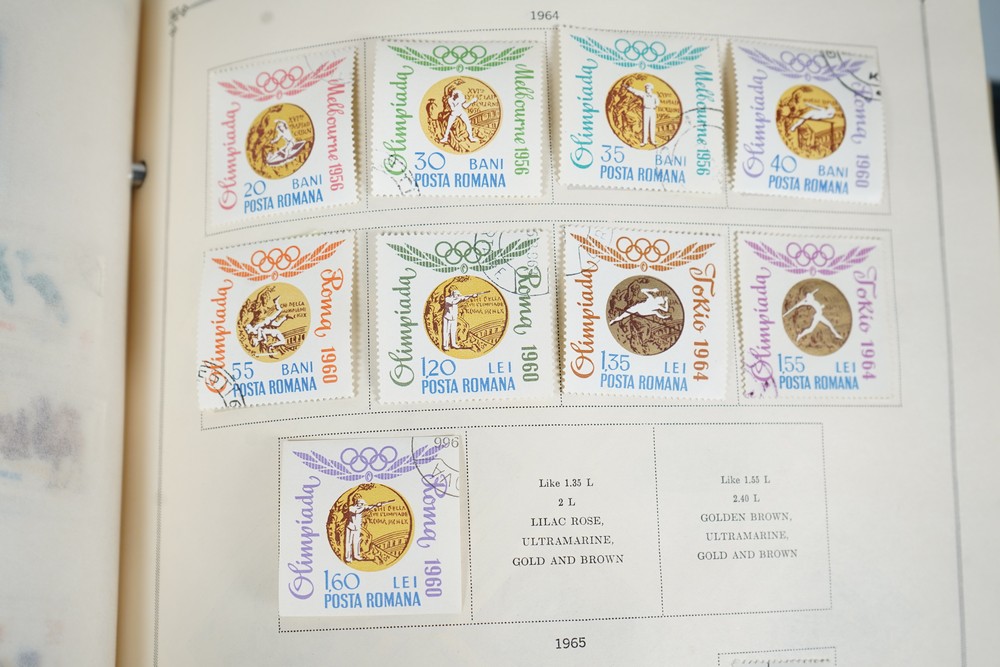 1964
Olimpiada
Melbourne 1956
20 BANI
POSTA ROMANA
Olimpiada
Melbourne 1956
30 BANI
POSTA ROMANA
Olimpiada
Melbourne 1956
35 BANI
POSTA ROMANA
Olimpiada
Roma 1960
40 BANI
POSTA ROMANA
Olimpiada
Roma 1960
55 BANI
POSTA ROMANA
Olimpiada
Roma 1960
1,20 LEI
POSTA ROMANA
Olimpiada
Tokio 1964
1,35 LEI
POSTA ROMANA
Olimpiada
Tokio 1964
1,55 LEI
POSTA ROMANA
Olimpiada
Roma 1960
1,60 LEI
POSTA ROMANA
Like 1.35 L
2 L
LILAC ROSE,
ULTRAMARINE,
GOLD AND BROWN
Like 1.55 L
2.40 L
GOLDEN BROWN,
ULTRAMARINE,
GOLD AND BROWN
1965